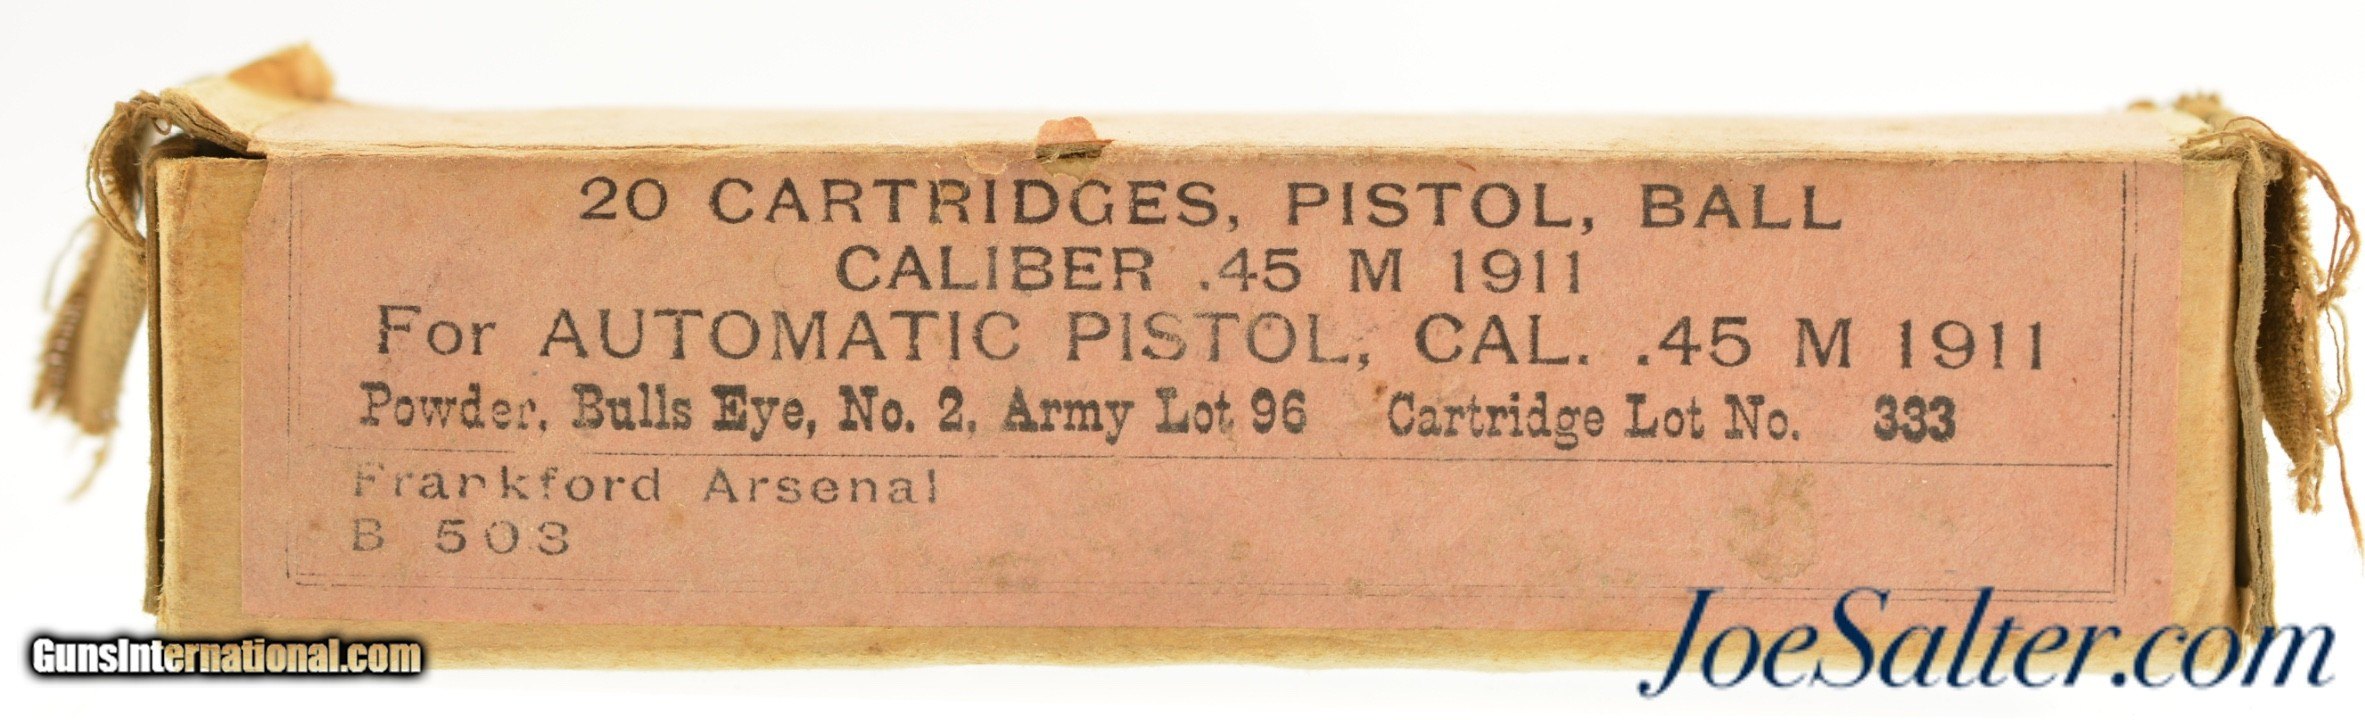 20 CARTRIDGES, PISTOL, BALL
CALIBER .45 M 1911
For AUTOMATIC PISTOL, CAL. .45 M 1911
Powder, Bulls Eye, No. 2, Army Lot 96 Cartridge Lot No. 333
Frankford Arsenal
B 503
GunsInternational.com
JoeSalter.com